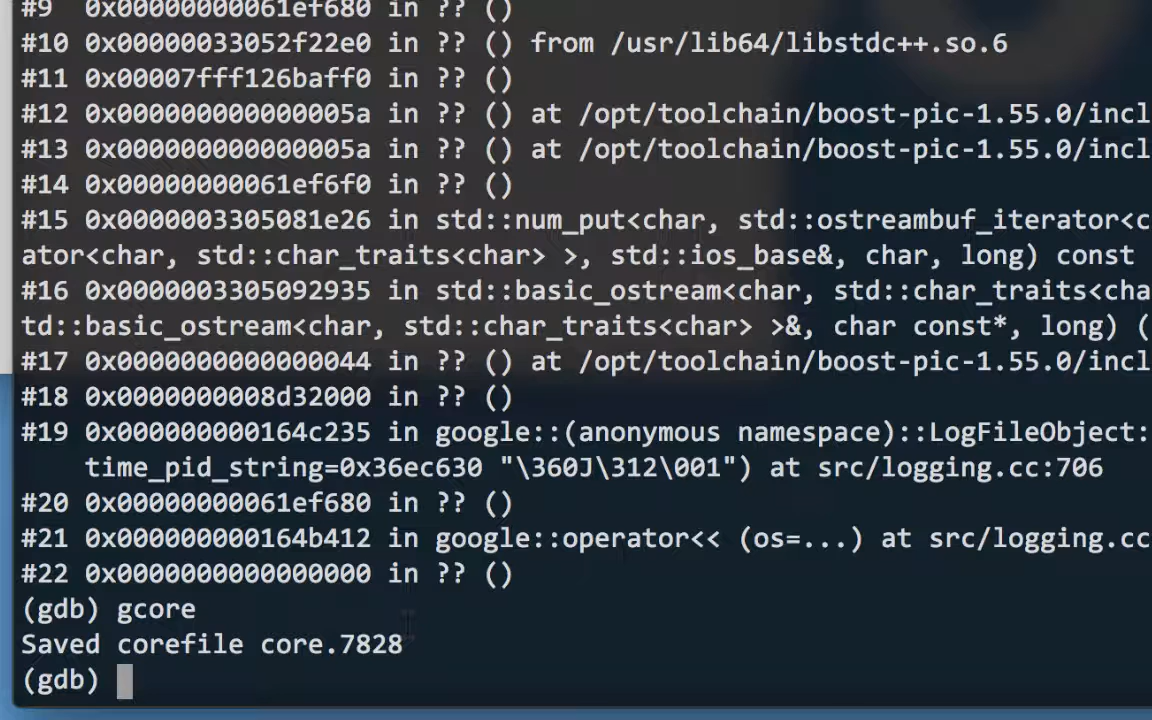 #9  0x00000000061ef680 in ?? ()
#10 0x00000033052f22e0 in ?? () from /usr/lib64/libstdc++.so.6
#11 0x00007fff126baff0 in ?? ()
#12 0x000000000000005a in ?? () at /opt/toolchain/boost-pic-1.55.0/incl
#13 0x000000000000005a in ?? () at /opt/toolchain/boost-pic-1.55.0/incl
#14 0x00000000061ef6f0 in ?? ()
#15 0x0000003305081e26 in std::num_put<char, std::ostreambuf_iterator<c
ator<char, std::char_traits<char> >, std::ios_base&, char, long) const
#16 0x0000003305092935 in std::basic_ostream<char, std::char_traits<cha
td::basic_ostream<char, std::char_traits<char> >&, char const*, long) (
#17 0x0000000000000044 in ?? () at /opt/toolchain/boost-pic-1.55.0/incl
#18 0x0000000008d32000 in ?? ()
#19 0x000000000164c235 in google::(anonymous namespace)::LogFileObject:
    time_pid_string=0x36ec630 "\360J\312\001") at src/logging.cc:706
#20 0x00000000061ef680 in ?? ()
#21 0x000000000164b412 in google::operator<< (os=...) at src/logging.cc
#22 0x0000000000000000 in ?? ()
(gdb) gcore
Saved corefile core.7828
(gdb)